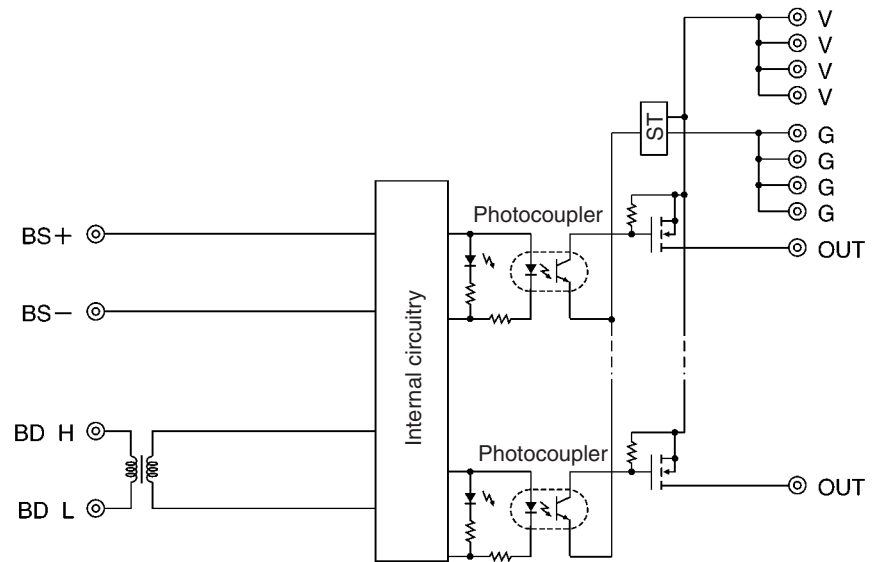 V
V
V
V
ST
G
G
G
G
Photocoupler
BS+
OUT
BS−
Internal circuitry
BD H
Photocoupler
BD L
OUT